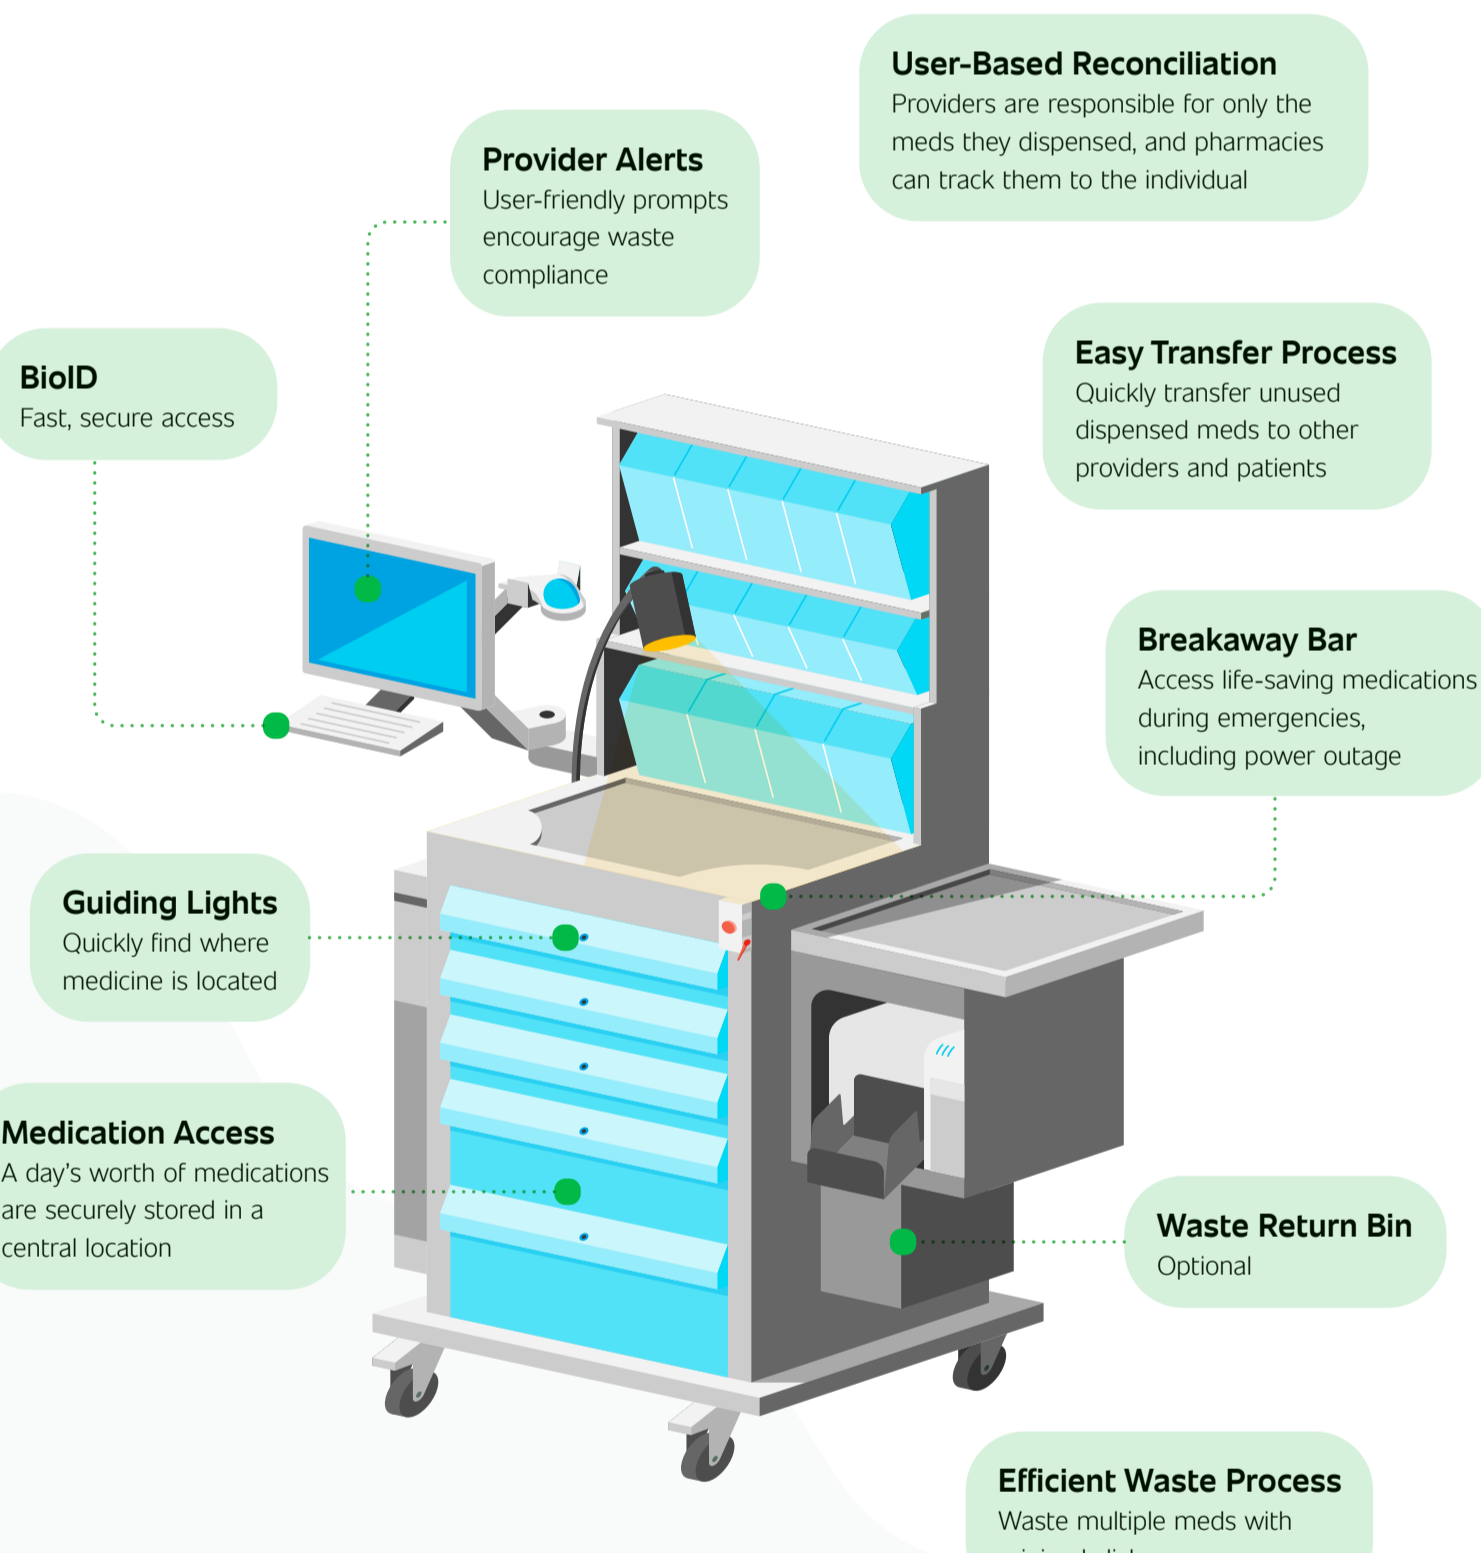 User-Based Reconciliation
Providers are responsible for only the
meds they dispensed, and pharmacies
can track them to the individual
Provider Alerts
User-friendly prompts
encourage waste
compliance
BioID
Fast, secure access
Easy Transfer Process
Quickly transfer unused
dispensed meds to other
providers and patients
Breakaway Bar
Access life-saving medications
during emergencies,
including power outage
Guiding Lights
Quickly find where
medicine is located
Medication Access
A day's worth of medications
are securely stored in a
central location
Waste Return Bin
Optional
Efficient Waste Process
Waste multiple meds with